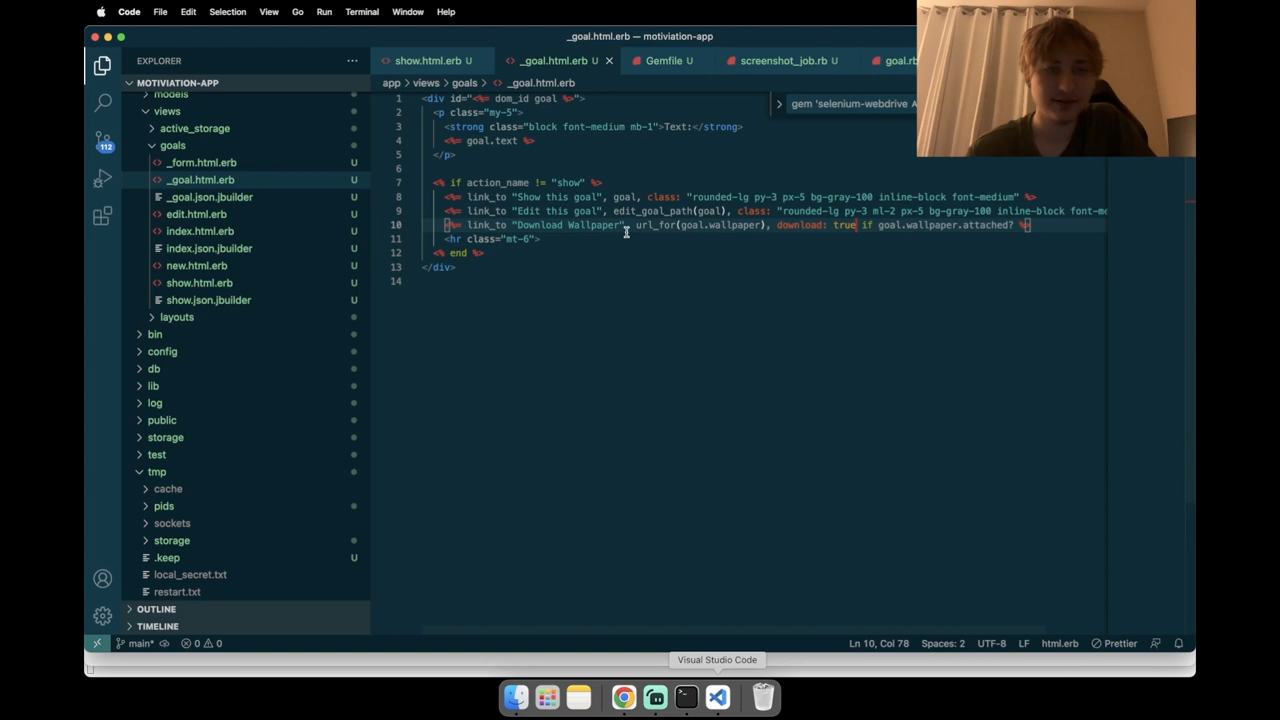 Code File Edit Selection View Go Run Terminal Window Help
_goal.html.erb — motiviation-app
EXPLORER
show.html.erb U
_goal.html.erb U
Gemfile U
screenshot_job.rb U
goal.rb
MOTIVIATION-APP
app > views > goals > _goal.html.erb
models
views
active_storage
goals
_form.html.erb U
_goal.html.erb U
_goal.json.jbuilder U
edit.html.erb U
index.html.erb U
index.json.jbuilder U
new.html.erb U
show.html.erb U
show.json.jbuilder U
layouts
bin
config
db
lib
log
public
storage
test
tmp
cache
pids
sockets
storage
.keep U
local_secret.txt
restart.txt
OUTLINE
TIMELINE
112
gem 'selenium-webdrive A
1 <div id="<%= dom_id goal %>">
2 <p class="my-5">
3 <strong class="block font-medium mb-1">Text:</strong>
4 <%= goal.text %>
5 </p>
6
7 <% if action_name != "show" %>
8 <%= link_to "Show this goal", goal, class: "rounded-lg py-3 px-5 bg-gray-100 inline-block font-medium" %>
9 <%= link_to "Edit this goal", edit_goal_path(goal), class: "rounded-lg py-3 ml-2 px-5 bg-gray-100 inline-block font-me
10 <%= link_to "Download Wallpaper", url_for(goal.wallpaper), download: true if goal.wallpaper.attached? %>
11 <hr class="mt-6">
12 <% end %>
13 </div>
14
main* 0 0
Ln 10, Col 78 Spaces: 2 UTF-8 LF html.erb Prettier
Visual Studio Code